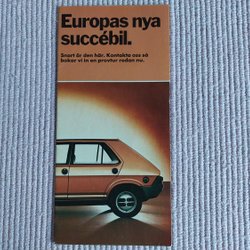 Europas nya
succébil.
Snart är den här. Kontakta oss så
bokar vi in en provtur redan nu.